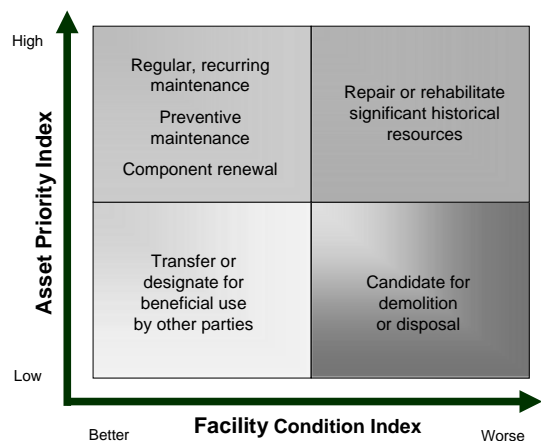 High
Asset Priority Index
Low
Regular, recurring
maintenance
Preventive
maintenance
Component renewal
Repair or rehabilitate
significant historical
resources
Transfer or
designate for
beneficial use
by other parties
Candidate for
demolition
or disposal
Better
Facility Condition Index
Worse